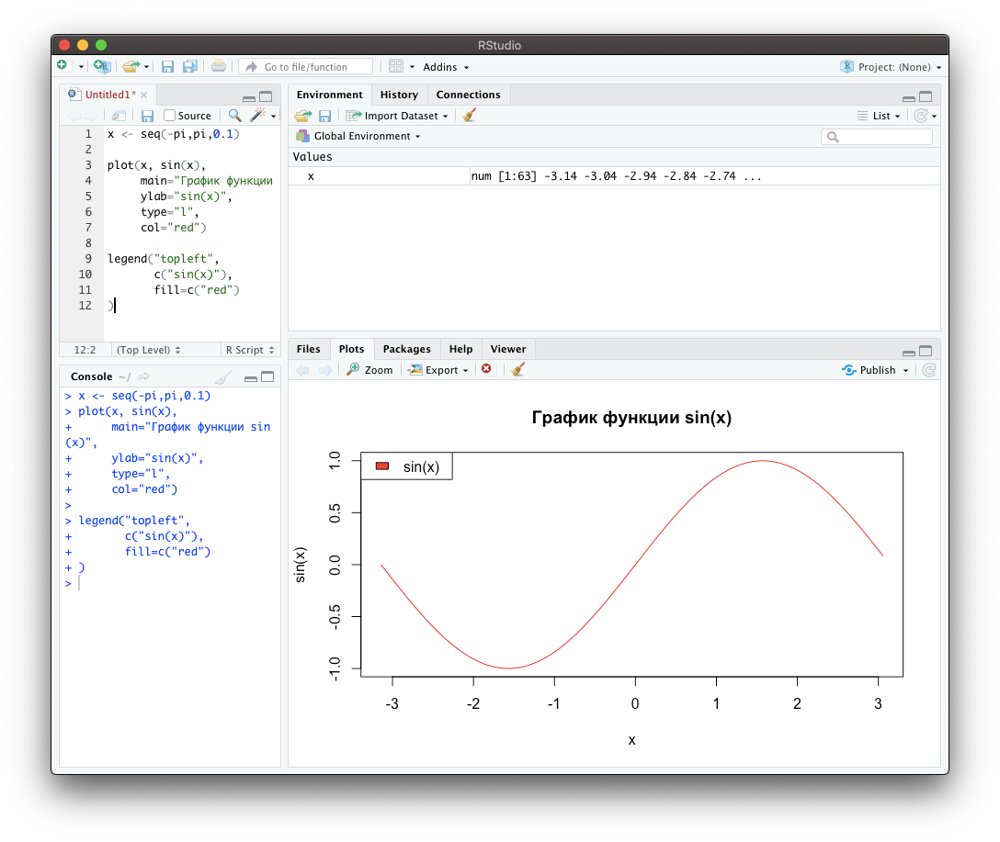 RStudio
Go to file/function
Addins
Project: (None)
Untitled1*
Source
1 x <- seq(-pi,pi,0.1)
2
3 plot(x, sin(x),
4 main="График функции
5 ylab="sin(x)",
6 type="l",
7 col="red")
8
9 legend("topleft",
10 c("sin(x)"),
11 fill=c("red")
12 )
12:2 (Top Level) R Script
Console ~/
> x <- seq(-pi,pi,0.1)
> plot(x, sin(x),
+ main="График функции sin
(x)",
+ ylab="sin(x)",
+ type="l",
+ col="red")
>
> legend("topleft",
+ c("sin(x)"),
+ fill=c("red")
+ )
>
Environment History Connections
Import Dataset List
Global Environment
Values
x num [1:63] -3.14 -3.04 -2.94 -2.84 -2.74 ...
Files Plots Packages Help Viewer
Zoom Export Publish
График функции sin(x)
sin(x)
1.0
0.5
0.0
-0.5
-1.0
sin(x)
-3 -2 -1 0 1 2 3
x